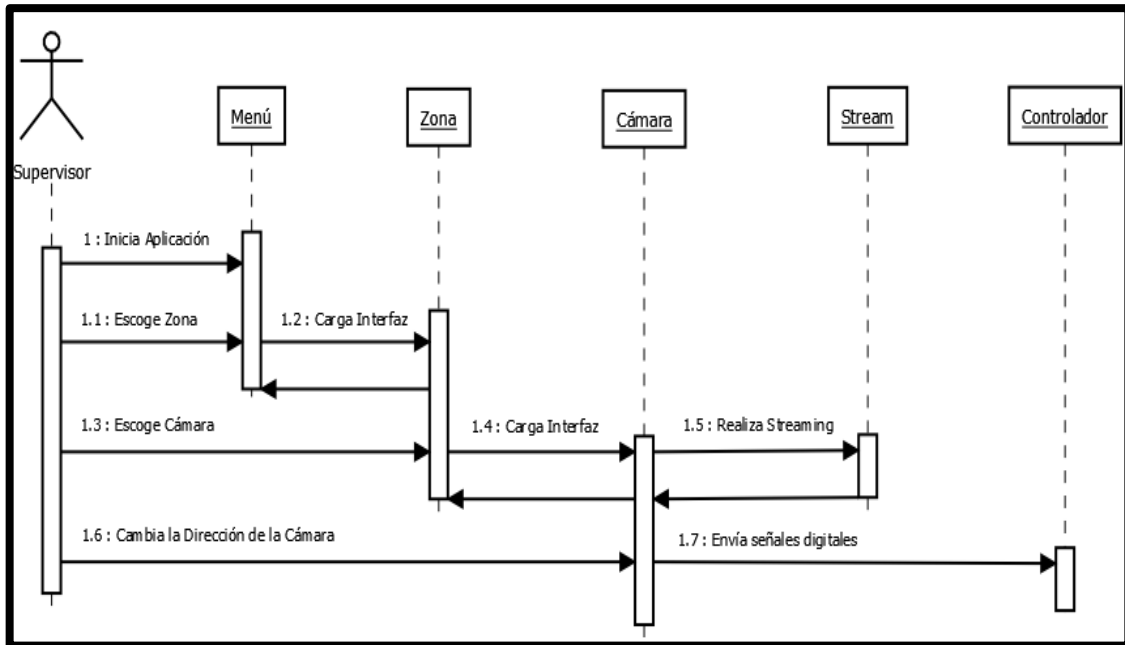 Menú
Zona
Cámara
Stream
Controlador
Supervisor
1 : Inicia Aplicación
1.1 : Escoge Zona
1.2 : Carga Interfaz
1.3 : Escoge Cámara
1.4 : Carga Interfaz
1.5 : Realiza Streaming
1.6 : Cambia la Dirección de la Cámara
1.7 : Envía señales digitales